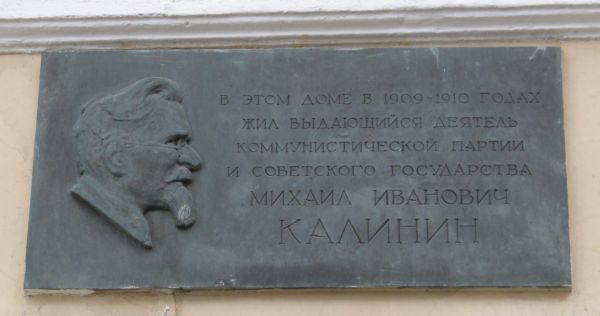 В ЭТОМ ДОМЕ В 1909-1910 ГОДАХ
ЖИЛ ВЫДАЮЩИЙСЯ ДЕЯТЕЛЬ
КОММУНИСТИЧЕСКОЙ ПАРТИИ
И СОВЕТСКОГО ГОСУДАРСТВА
МИХАИЛ ИВАНОВИЧ
КАЛИНИН